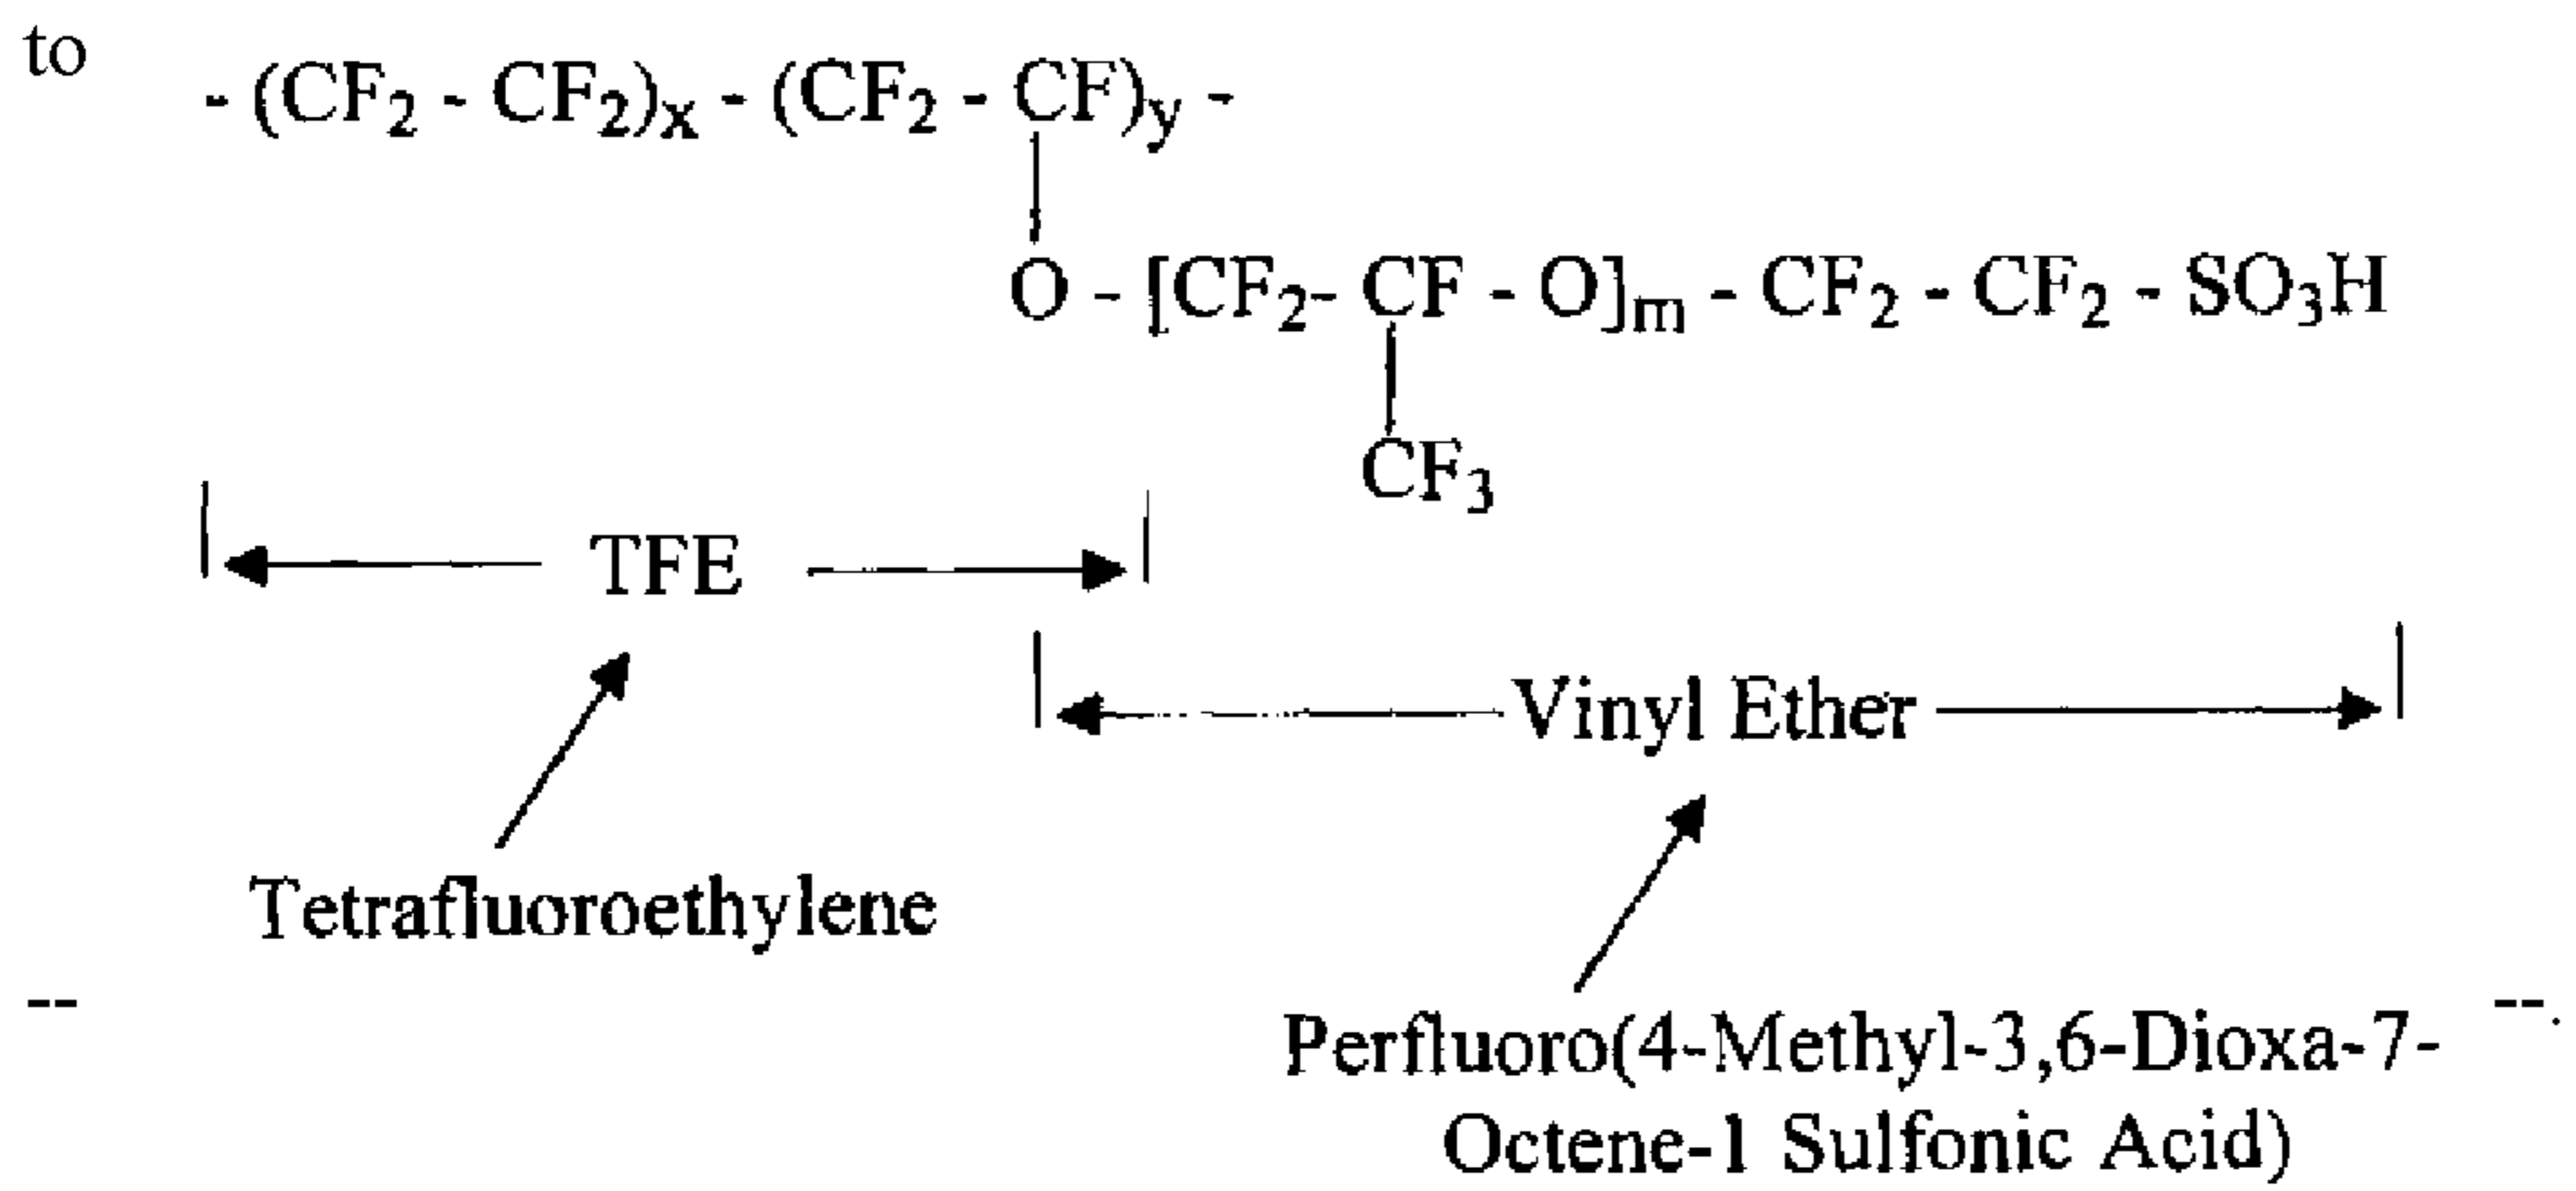 to
- (CF₂ - CF₂)ₓ - (CF₂ - CF)y -
O - [CF₂- CF - O]m - CF₂ - CF₂ - SO₃H
CF₃
TFE
Vinyl Ether
Tetrafluoroethylene
--
--.
Perfluoro(4-Methyl-3,6-Dioxa-7-
Octene-1 Sulfonic Acid)